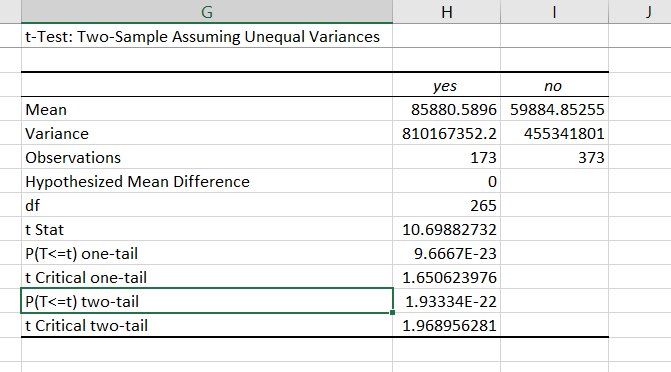 G H I J
t-Test: Two-Sample Assuming Unequal Variances
yes no
Mean 85880.5896 59884.85255
Variance 810167352.2 455341801
Observations 173 373
Hypothesized Mean Difference 0
df 265
t Stat 10.69882732
P(T<=t) one-tail 9.6667E-23
t Critical one-tail 1.650623976
P(T<=t) two-tail 1.93334E-22
t Critical two-tail 1.968956281